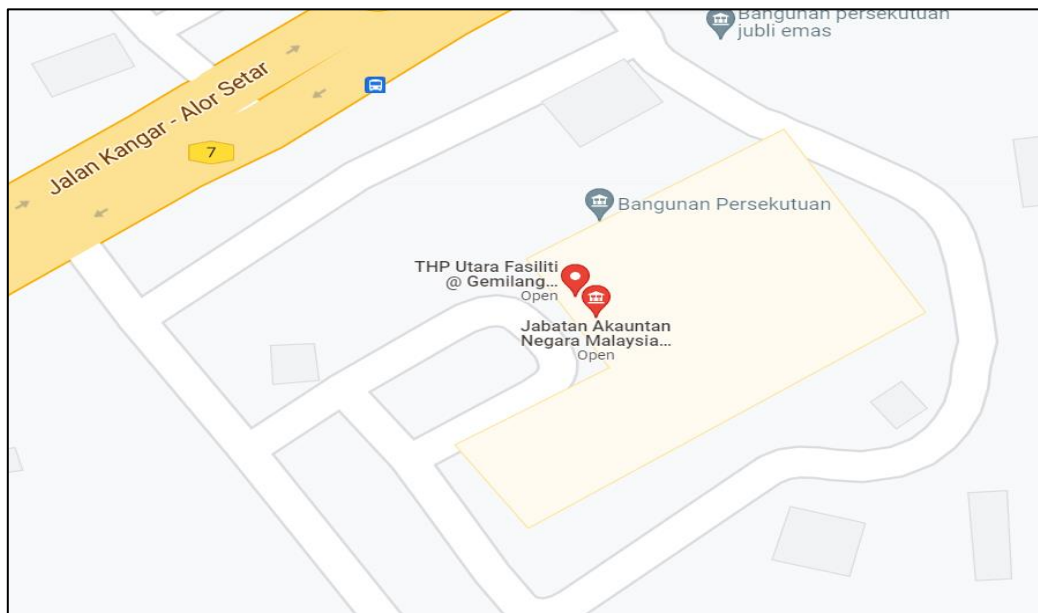 Bangunan persekutuan
jubli emas
Jalan Kangar - Alor Setar
7
Bangunan Persekutuan
THP Utara Fasiliti
@ Gemilang...
Open
Jabatan Akauntan
Negara Malaysia...
Open